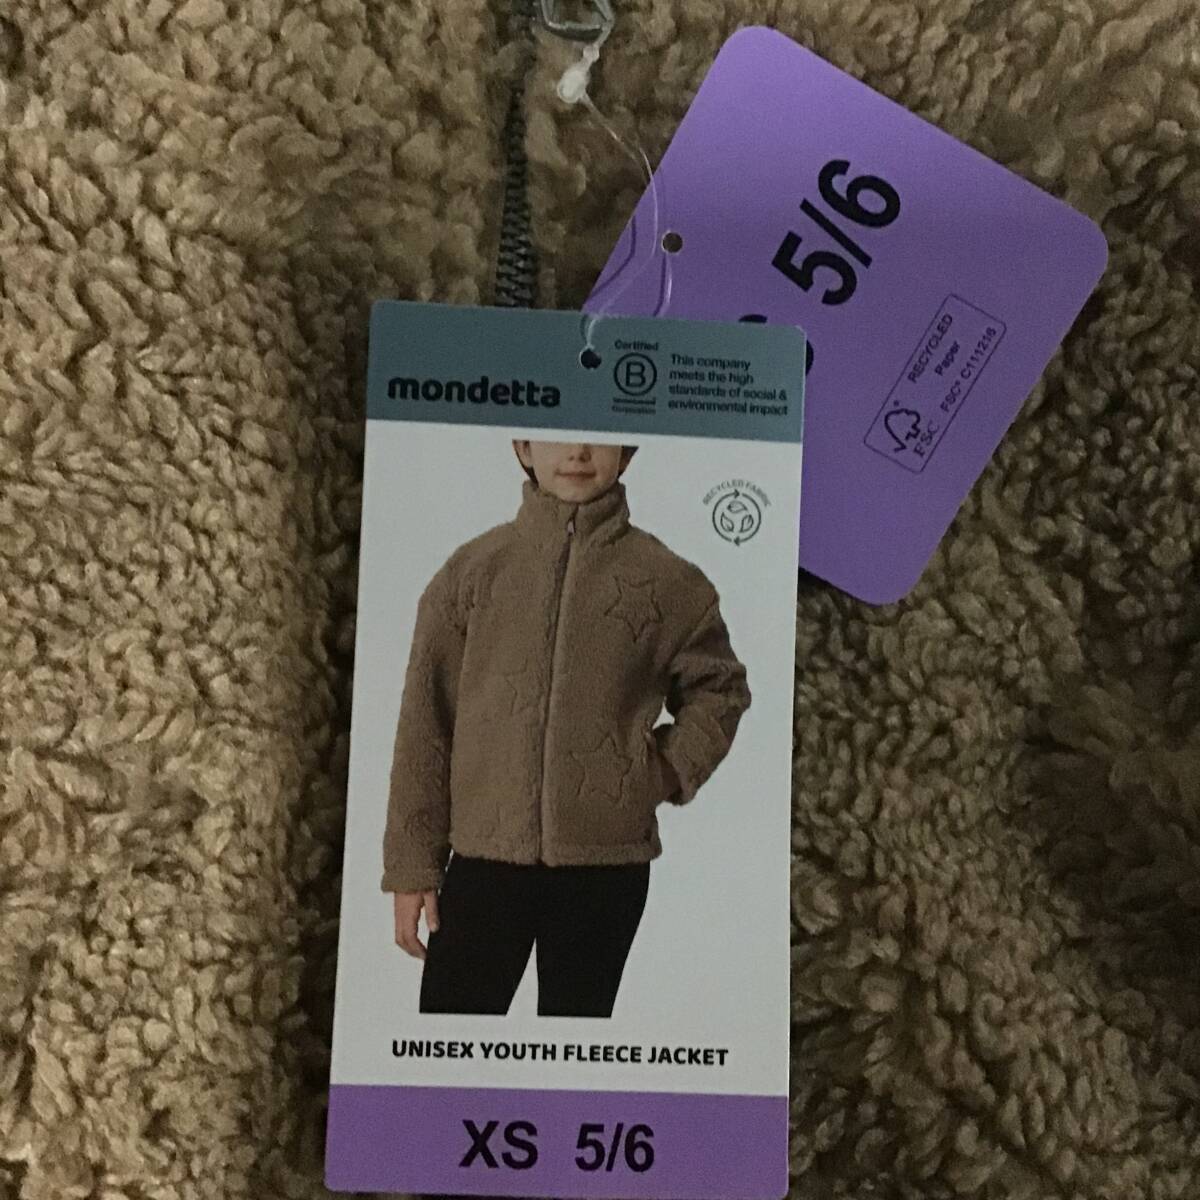 mondetta
Certified
B
Corporation
This company
meets the high
standards of social &
environmental impact
RECYCLED FABRIC
UNISEX YOUTH FLEECE JACKET
XS 5/6
5/6
RECYCLED
Paper
FSC® C111216
FSC